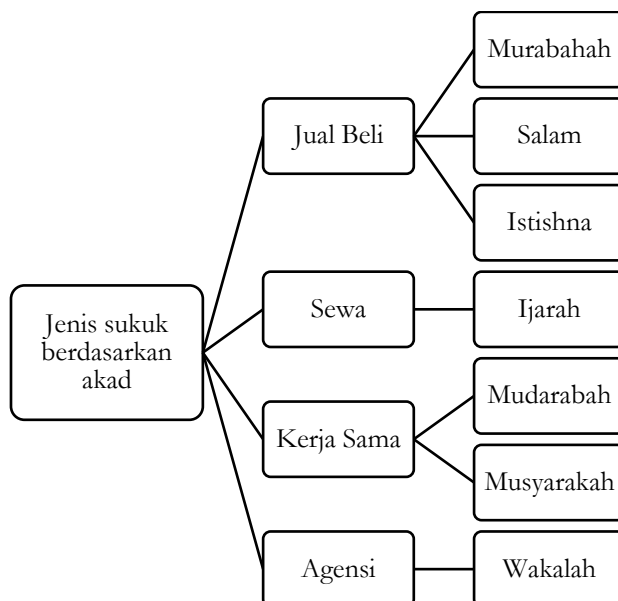 Jenis sukuk
berdasarkan
akad
Jual Beli
Murabahah
Salam
Istishna
Sewa
Ijarah
Kerja Sama
Mudarabah
Musyarakah
Agensi
Wakalah